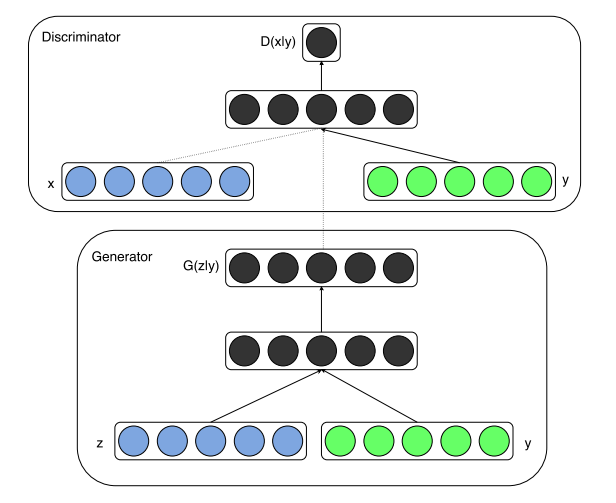 Discriminator
D(x|y)
x
y
Generator
G(z|y)
z
y